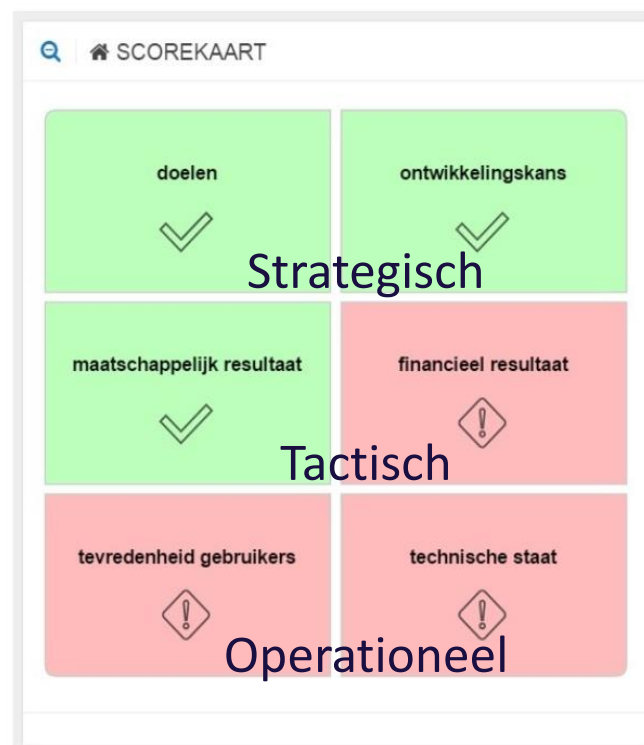 SCOREKAART
doelen
ontwikkelingskans
Strategisch
maatschappelijk resultaat
financieel resultaat
Tactisch
tevredenheid gebruikers
technische staat
Operationeel